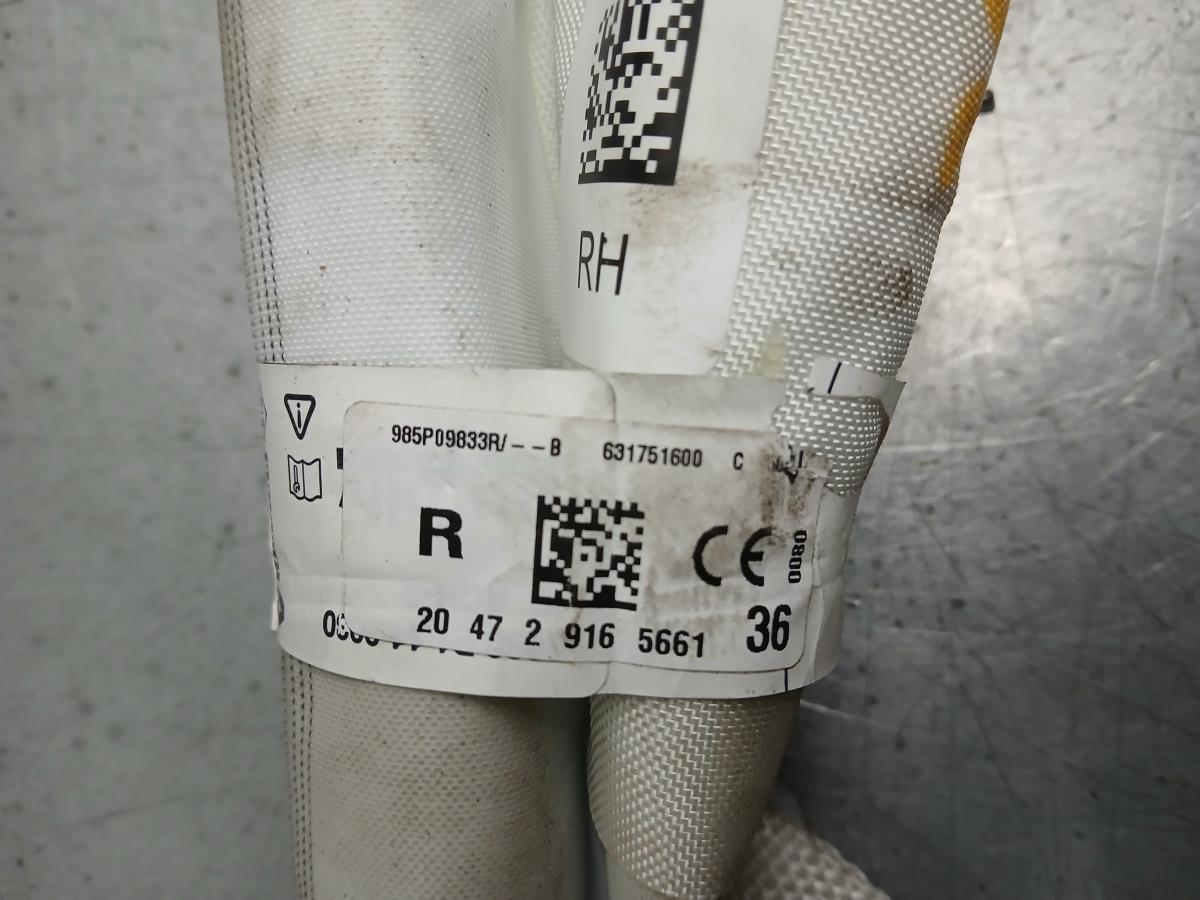 RH
985P09833R/--B 631751600 C
R CE 0080
20 47 2 916 5661 36